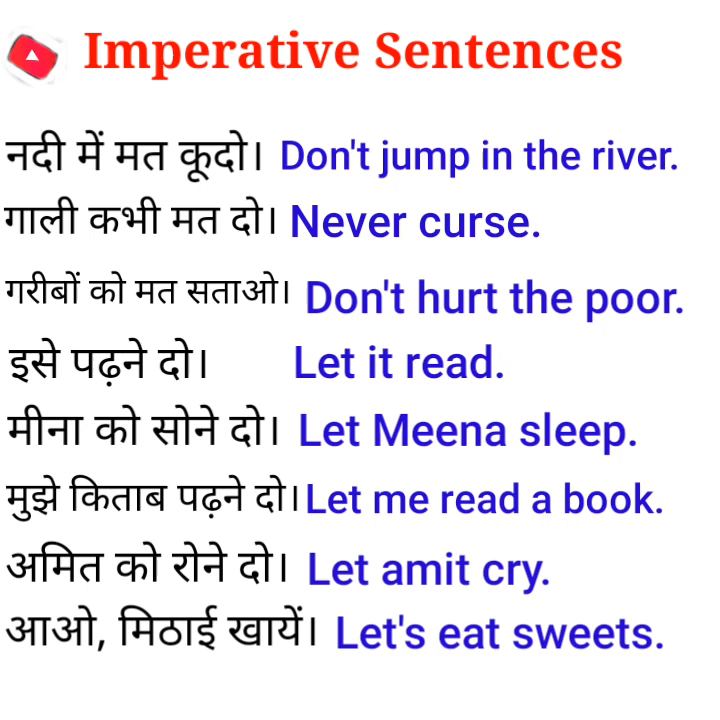 Imperative Sentences
नदी में मत कूदो। Don't jump in the river.
गाली कभी मत दो। Never curse.
गरीबों को मत सताओ। Don't hurt the poor.
इसे पढ़ने दो। Let it read.
मीना को सोने दो। Let Meena sleep.
मुझे किताब पढ़ने दो। Let me read a book.
अमित को रोने दो। Let amit cry.
आओ, मिठाई खायें। Let's eat sweets.